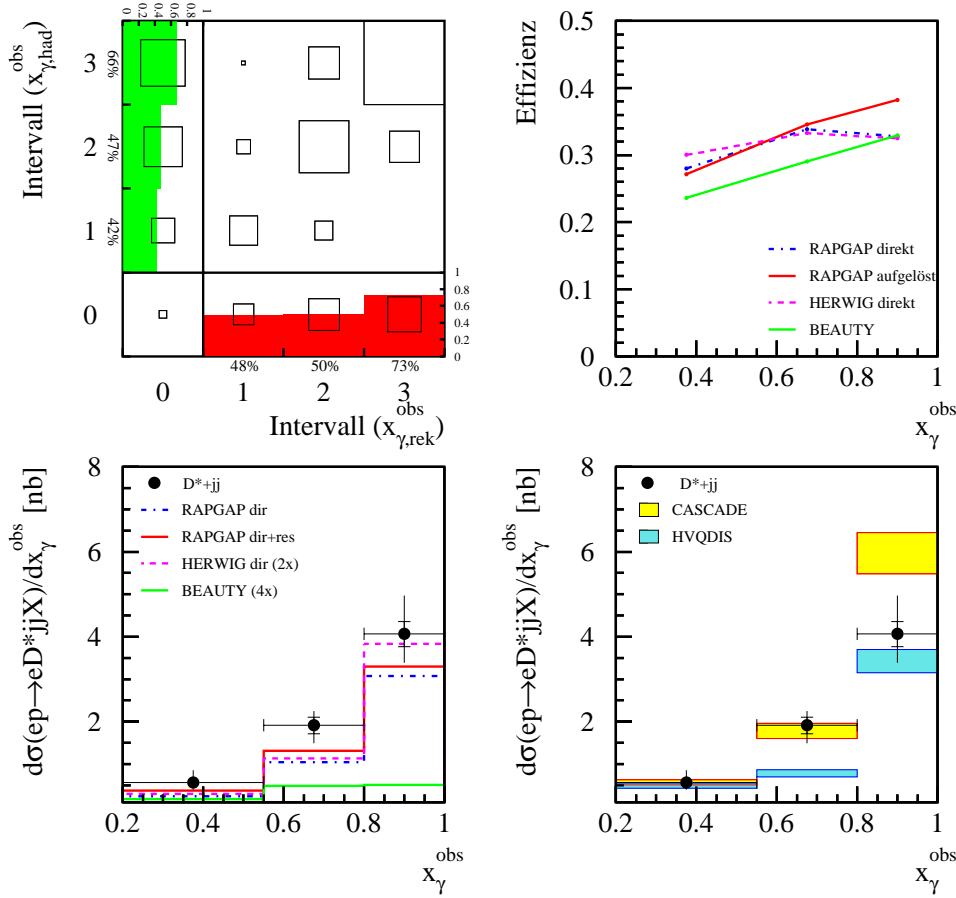 0 0.2 0.4 0.6 0.8 1
Intervall (x_γ,had^obs)
3
2
1
0
66%
47%
42%
1
0.8
0.6
0.4
0.2
0
48% 50% 73%
0 1 2 3
Intervall (x_γ,rek^obs)
Effizienz
0.5
0.4
0.3
0.2
0.1
0
RAPGAP direkt
RAPGAP aufgelöst
HERWIG direkt
BEAUTY
0.2 0.4 0.6 0.8 1
x_γ^obs
dσ(ep→eD*jjX)/dx_γ^obs [nb]
8
6
4
2
D*+jj
RAPGAP dir
RAPGAP dir+res
HERWIG dir (2x)
BEAUTY (4x)
0.2 0.4 0.6 0.8 1
x_γ^obs
dσ(ep→eD*jjX)/dx_γ^obs [nb]
8
6
4
2
D*+jj
CASCADE
HVQDIS
0.2 0.4 0.6 0.8 1
x_γ^obs